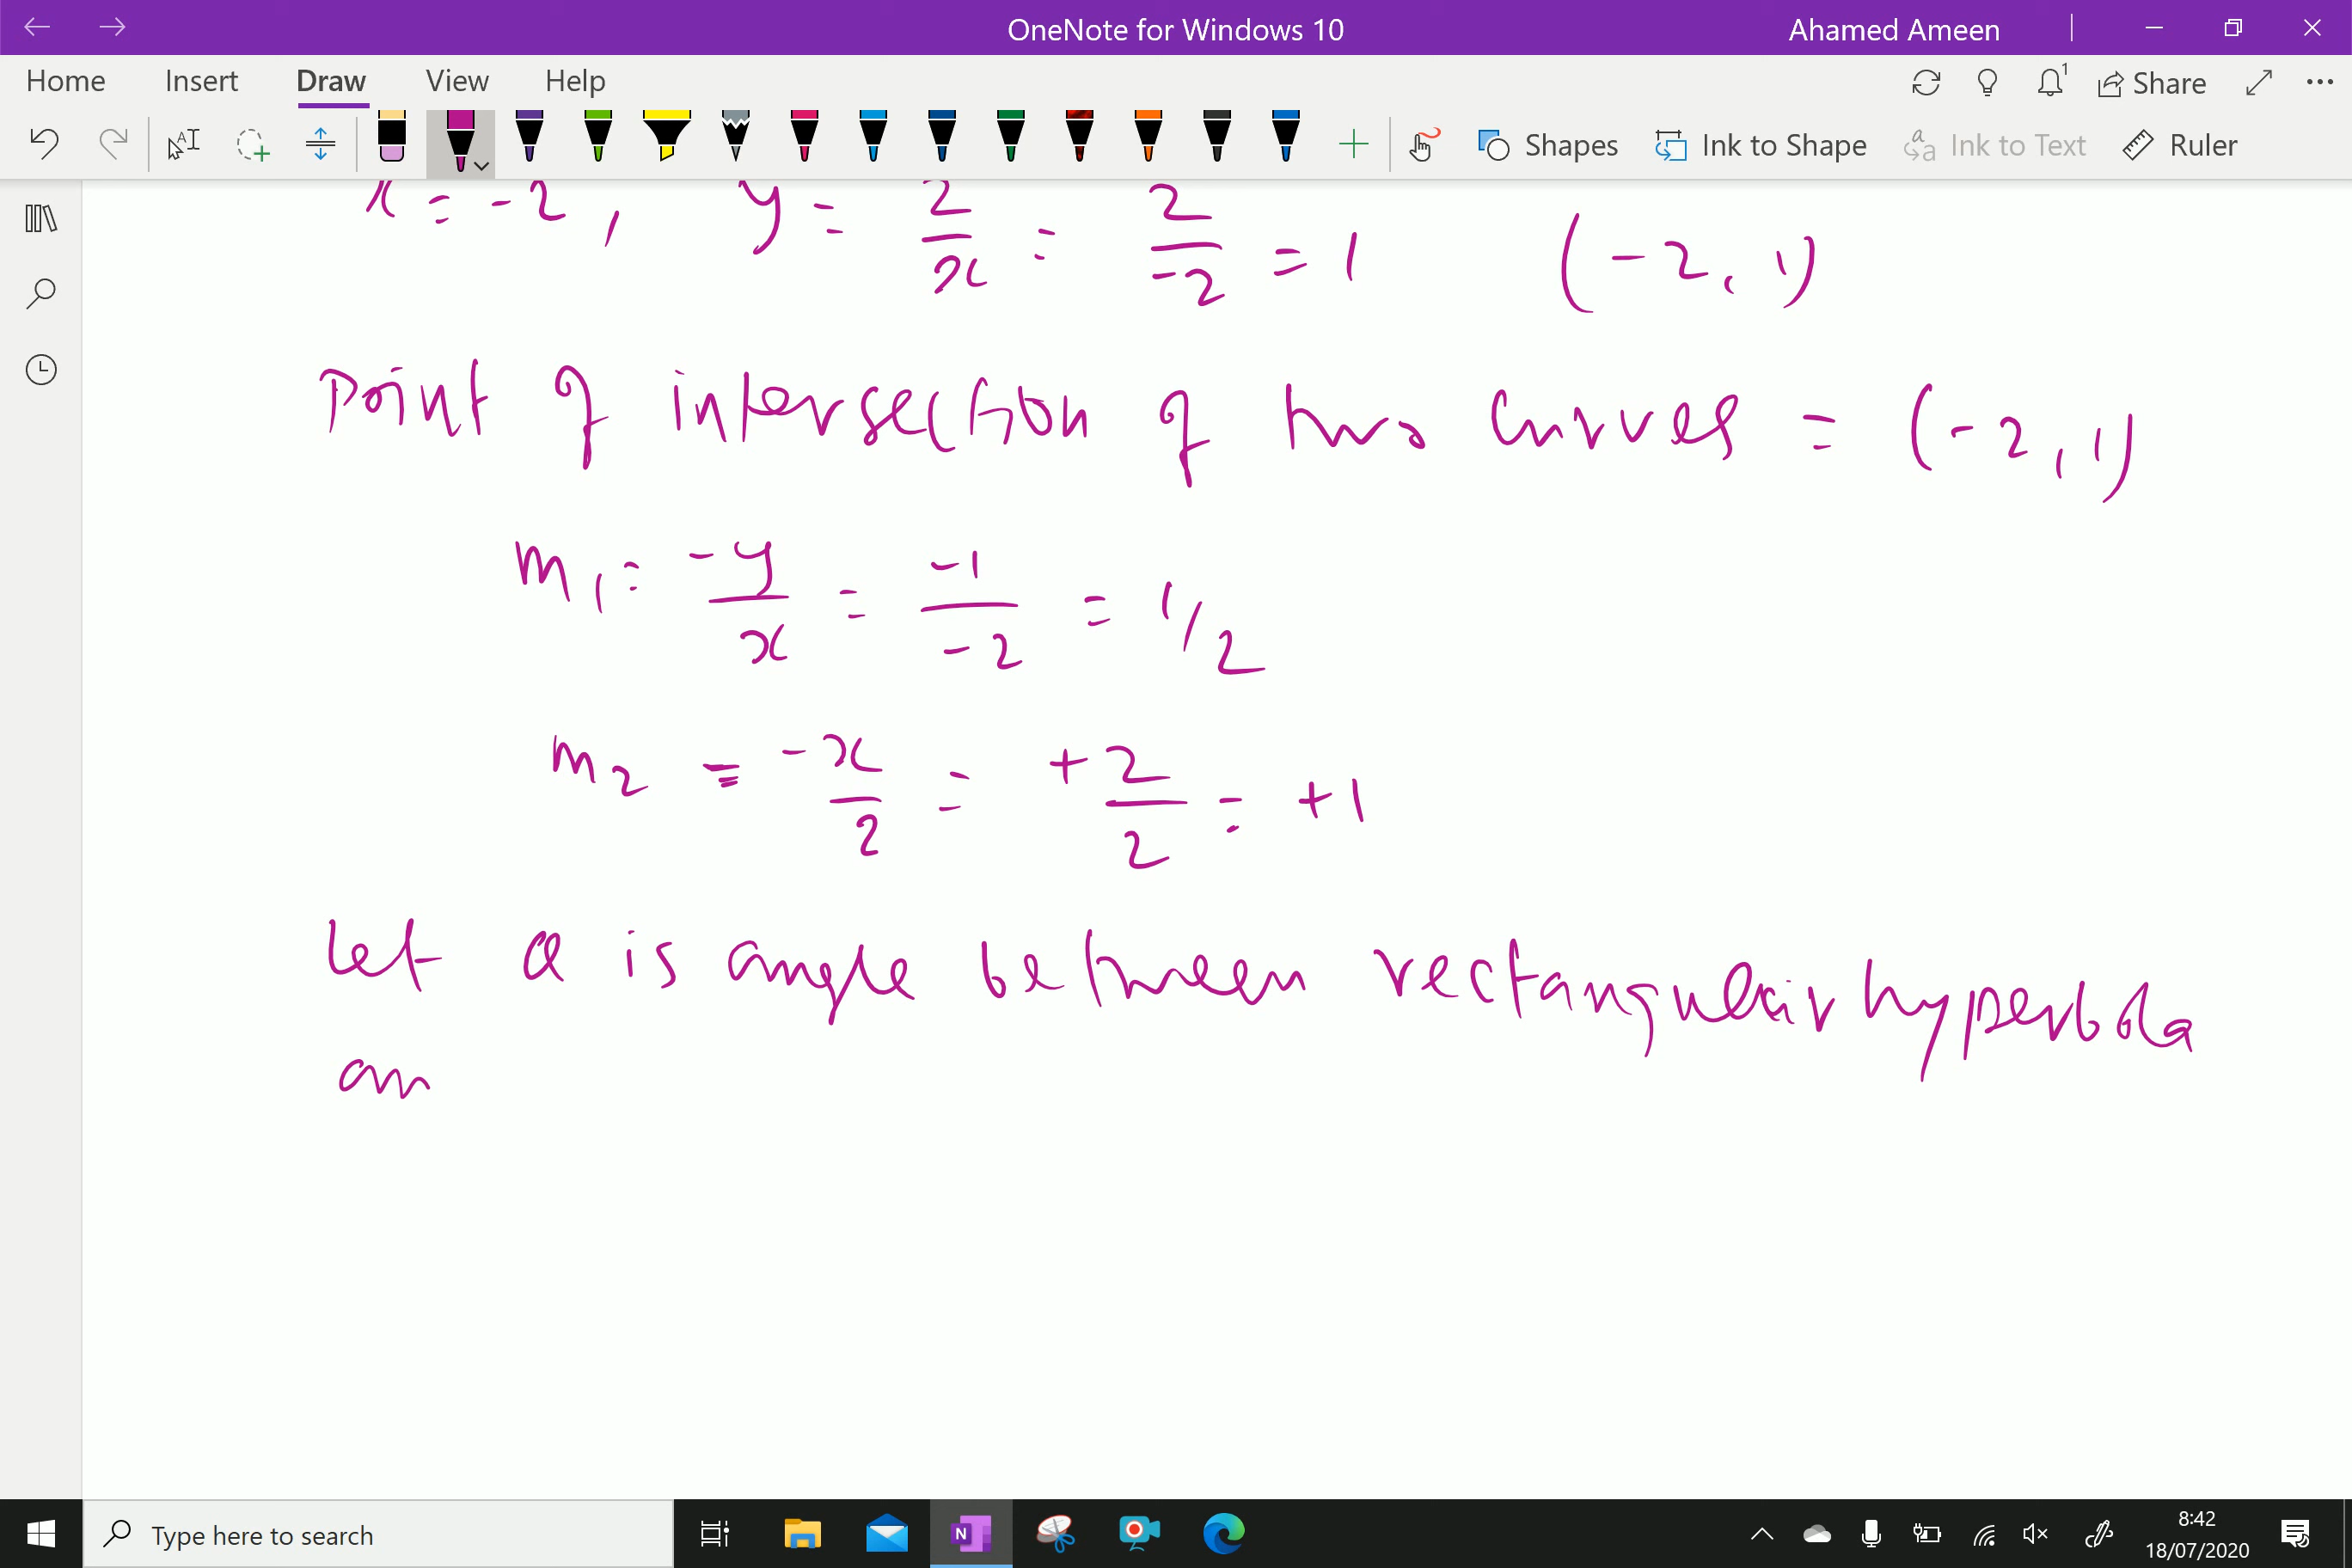 OneNote for Windows 10 Ahamed Ameen
Home Insert Draw View Help 1 Share
Shapes Ink to Shape Ink to Text Ruler
x = -2, y = 2/x = 2/-2 = 1 (-2, 1)
Point of intersection of two curves = (-2, 1)
m1 = -y/x = -1/-2 = 1/2
m2 = -x/2 = +2/2 = +1
Let θ is angle between rectangular hyperbola
an
Type here to search
8:42
18/07/2020